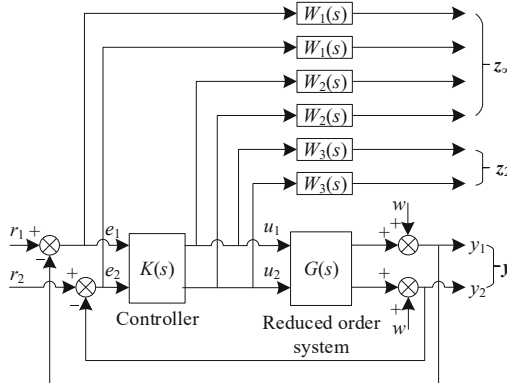 W₁(s)
W₁(s)
W₂(s)
W₂(s)
W₃(s)
W₃(s)
z∞
z₂
r₁ + −
e₁
u₁
w
+ +
y₁
r₂ + −
e₂
K(s)
u₂
G(s)
+ +
y₂
y
w
Controller
Reduced order
system